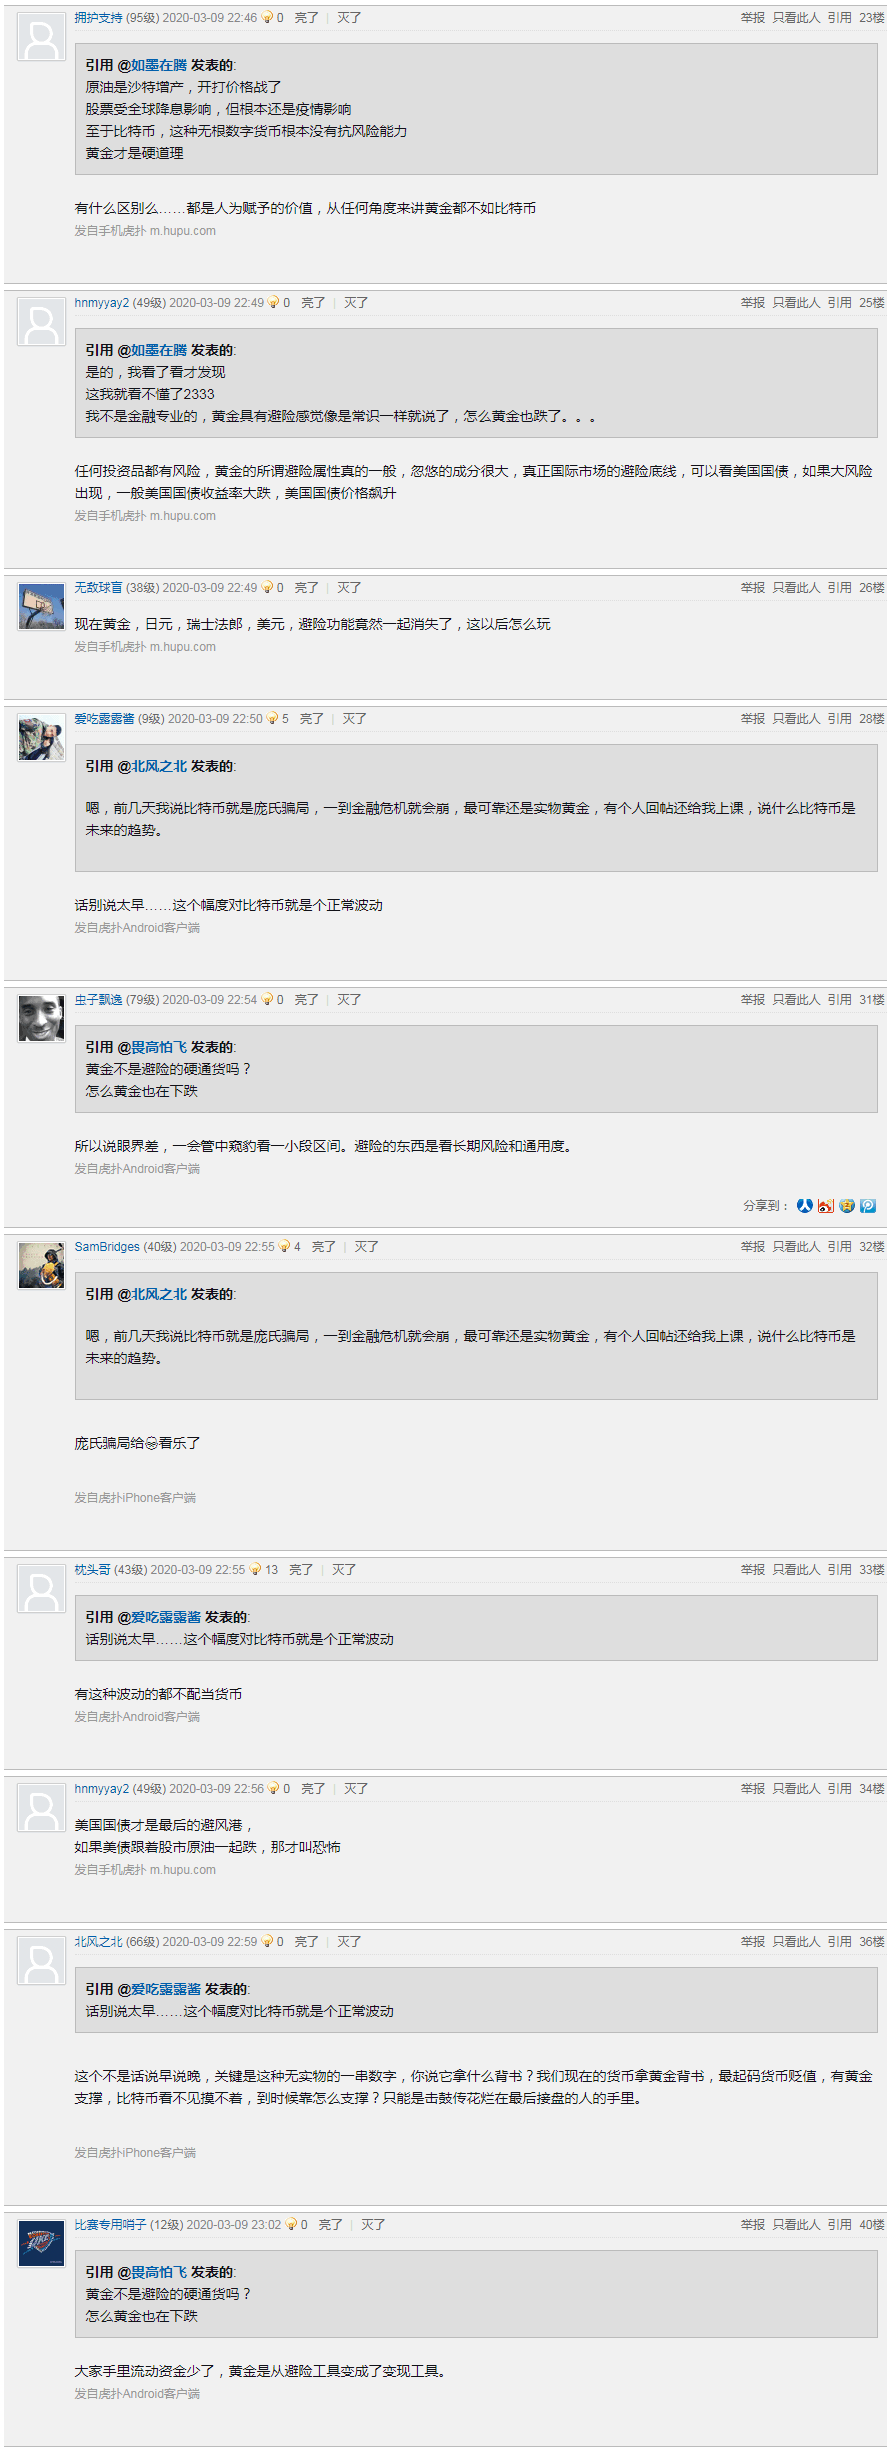 拥护支持 (95级) 2020-03-09 22:46 0 亮了 | 灭了 举报 只看此人 引用 23楼
引用 @如墨在腾 发表的:
原油是沙特增产，开打价格战了
股票受全球降息影响，但根本还是疫情影响
至于比特币，这种无根数字货币根本没有抗风险能力
黄金才是硬道理
有什么区别么……都是人为赋予的价值，从任何角度来讲黄金都不如比特币
发自手机虎扑 m.hupu.com
hnmyyay2 (49级) 2020-03-09 22:49 0 亮了 | 灭了 举报 只看此人 引用 25楼
引用 @如墨在腾 发表的:
是的，我看了看才发现
这我就看不懂了2333
我不是金融专业的，黄金具有避险感觉像是常识一样就说了，怎么黄金也跌了。。。
任何投资品都有风险，黄金的所谓避险属性真的一般，忽悠的成分很大，真正国际市场的避险底线，可以看美国国债，如果大风险
出现，一般美国国债收益率大跌，美国国债价格飙升
发自手机虎扑 m.hupu.com
无敌球盲 (38级) 2020-03-09 22:49 0 亮了 | 灭了 举报 只看此人 引用 26楼
现在黄金，日元，瑞士法郎，美元，避险功能竟然一起消失了，这以后怎么玩
发自手机虎扑 m.hupu.com
爱吃露露酱 (9级) 2020-03-09 22:50 5 亮了 | 灭了 举报 只看此人 引用 28楼
引用 @北风之北 发表的:
嗯，前几天我说比特币就是庞氏骗局，一到金融危机就会崩，最可靠还是实物黄金，有个人回帖还给我上课，说什么比特币是
未来的趋势。
话别说太早……这个幅度对比特币就是个正常波动
发自虎扑Android客户端
虫子飘逸 (79级) 2020-03-09 22:54 0 亮了 | 灭了 举报 只看此人 引用 31楼
引用 @畏高怕飞 发表的:
黄金不是避险的硬通货吗？
怎么黄金也在下跌
所以说眼界差，一会管中窥豹看一小段区间。避险的东西是看长期风险和通用度。
发自虎扑Android客户端
分享到：
SamBridges (40级) 2020-03-09 22:55 4 亮了 | 灭了 举报 只看此人 引用 32楼
引用 @北风之北 发表的:
嗯，前几天我说比特币就是庞氏骗局，一到金融危机就会崩，最可靠还是实物黄金，有个人回帖还给我上课，说什么比特币是
未来的趋势。
庞氏骗局给😂看乐了
发自虎扑iPhone客户端
枕头哥 (43级) 2020-03-09 22:55 13 亮了 | 灭了 举报 只看此人 引用 33楼
引用 @爱吃露露酱 发表的:
话别说太早……这个幅度对比特币就是个正常波动
有这种波动的都不配当货币
发自虎扑Android客户端
hnmyyay2 (49级) 2020-03-09 22:56 0 亮了 | 灭了 举报 只看此人 引用 34楼
美国国债才是最后的避风港，
如果美债跟着股市原油一起跌，那才叫恐怖
发自手机虎扑 m.hupu.com
北风之北 (66级) 2020-03-09 22:59 0 亮了 | 灭了 举报 只看此人 引用 36楼
引用 @爱吃露露酱 发表的:
话别说太早……这个幅度对比特币就是个正常波动
这个不是话说早说晚，关键是这种无实物的一串数字，你说它拿什么背书？我们现在的货币拿黄金背书，最起码货币贬值，有黄金
支撑，比特币看不见摸不着，到时候靠怎么支撑？只能是击鼓传花烂在最后接盘的人的手里。
发自虎扑iPhone客户端
比赛专用哨子 (12级) 2020-03-09 23:02 0 亮了 | 灭了 举报 只看此人 引用 40楼
引用 @畏高怕飞 发表的:
黄金不是避险的硬通货吗？
怎么黄金也在下跌
大家手里流动资金少了，黄金是从避险工具变成了变现工具。
发自虎扑Android客户端